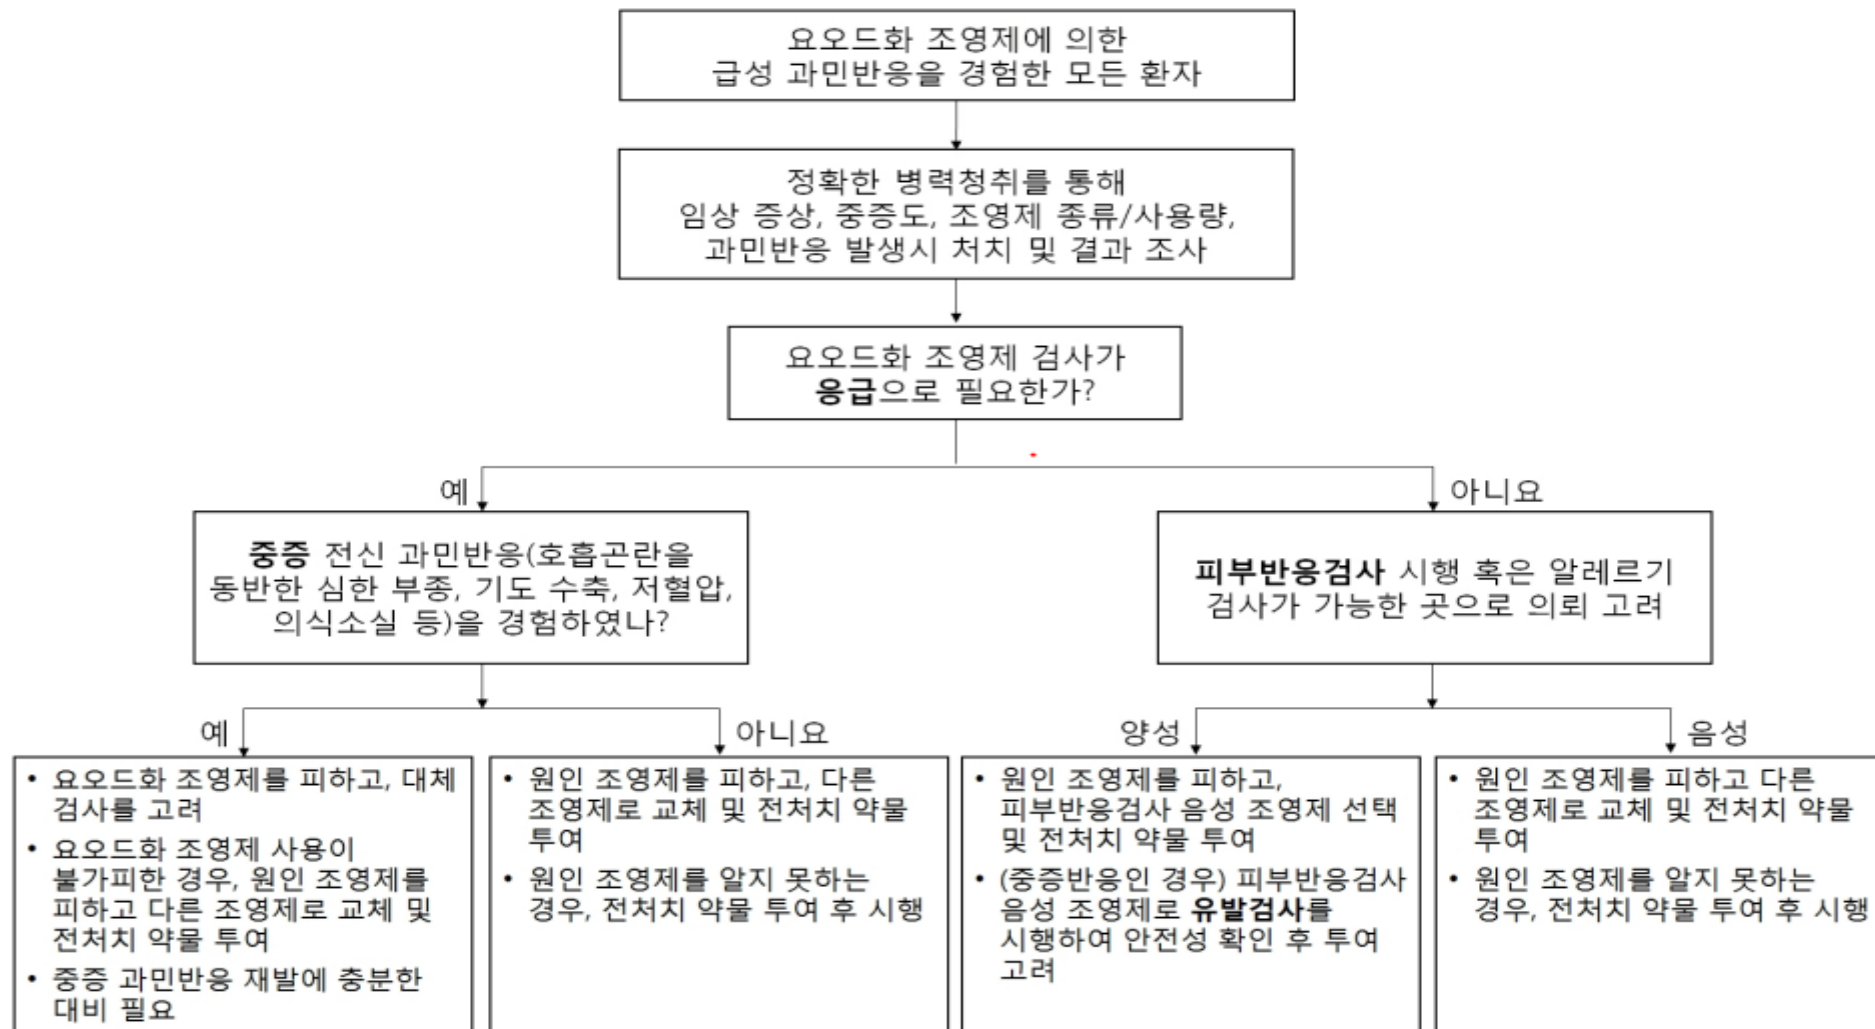 요오드화 조영제에 의한
급성 과민반응을 경험한 모든 환자
정확한 병력청취를 통해
임상 증상, 중증도, 조영제 종류/사용량,
과민반응 발생시 처치 및 결과 조사
요오드화 조영제 검사가
응급으로 필요한가?
예
아니요
중증 전신 과민반응(호흡곤란을
동반한 심한 부종, 기도 수축, 저혈압,
의식소실 등)을 경험하였나?
피부반응검사 시행 혹은 알레르기
검사가 가능한 곳으로 의뢰 고려
예
아니요
양성
음성
• 요오드화 조영제를 피하고, 대체
검사를 고려
• 요오드화 조영제 사용이
불가피한 경우, 원인 조영제를
피하고 다른 조영제로 교체 및
전처치 약물 투여
• 중증 과민반응 재발에 충분한
대비 필요
• 원인 조영제를 피하고, 다른
조영제로 교체 및 전처치 약물
투여
• 원인 조영제를 알지 못하는
경우, 전처치 약물 투여 후 시행
• 원인 조영제를 피하고,
피부반응검사 음성 조영제 선택
및 전처치 약물 투여
• (중증반응인 경우) 피부반응검사
음성 조영제로 유발검사를
시행하여 안전성 확인 후 투여
고려
• 원인 조영제를 피하고 다른
조영제로 교체 및 전처치 약물
투여
• 원인 조영제를 알지 못하는
경우, 전처치 약물 투여 후 시행